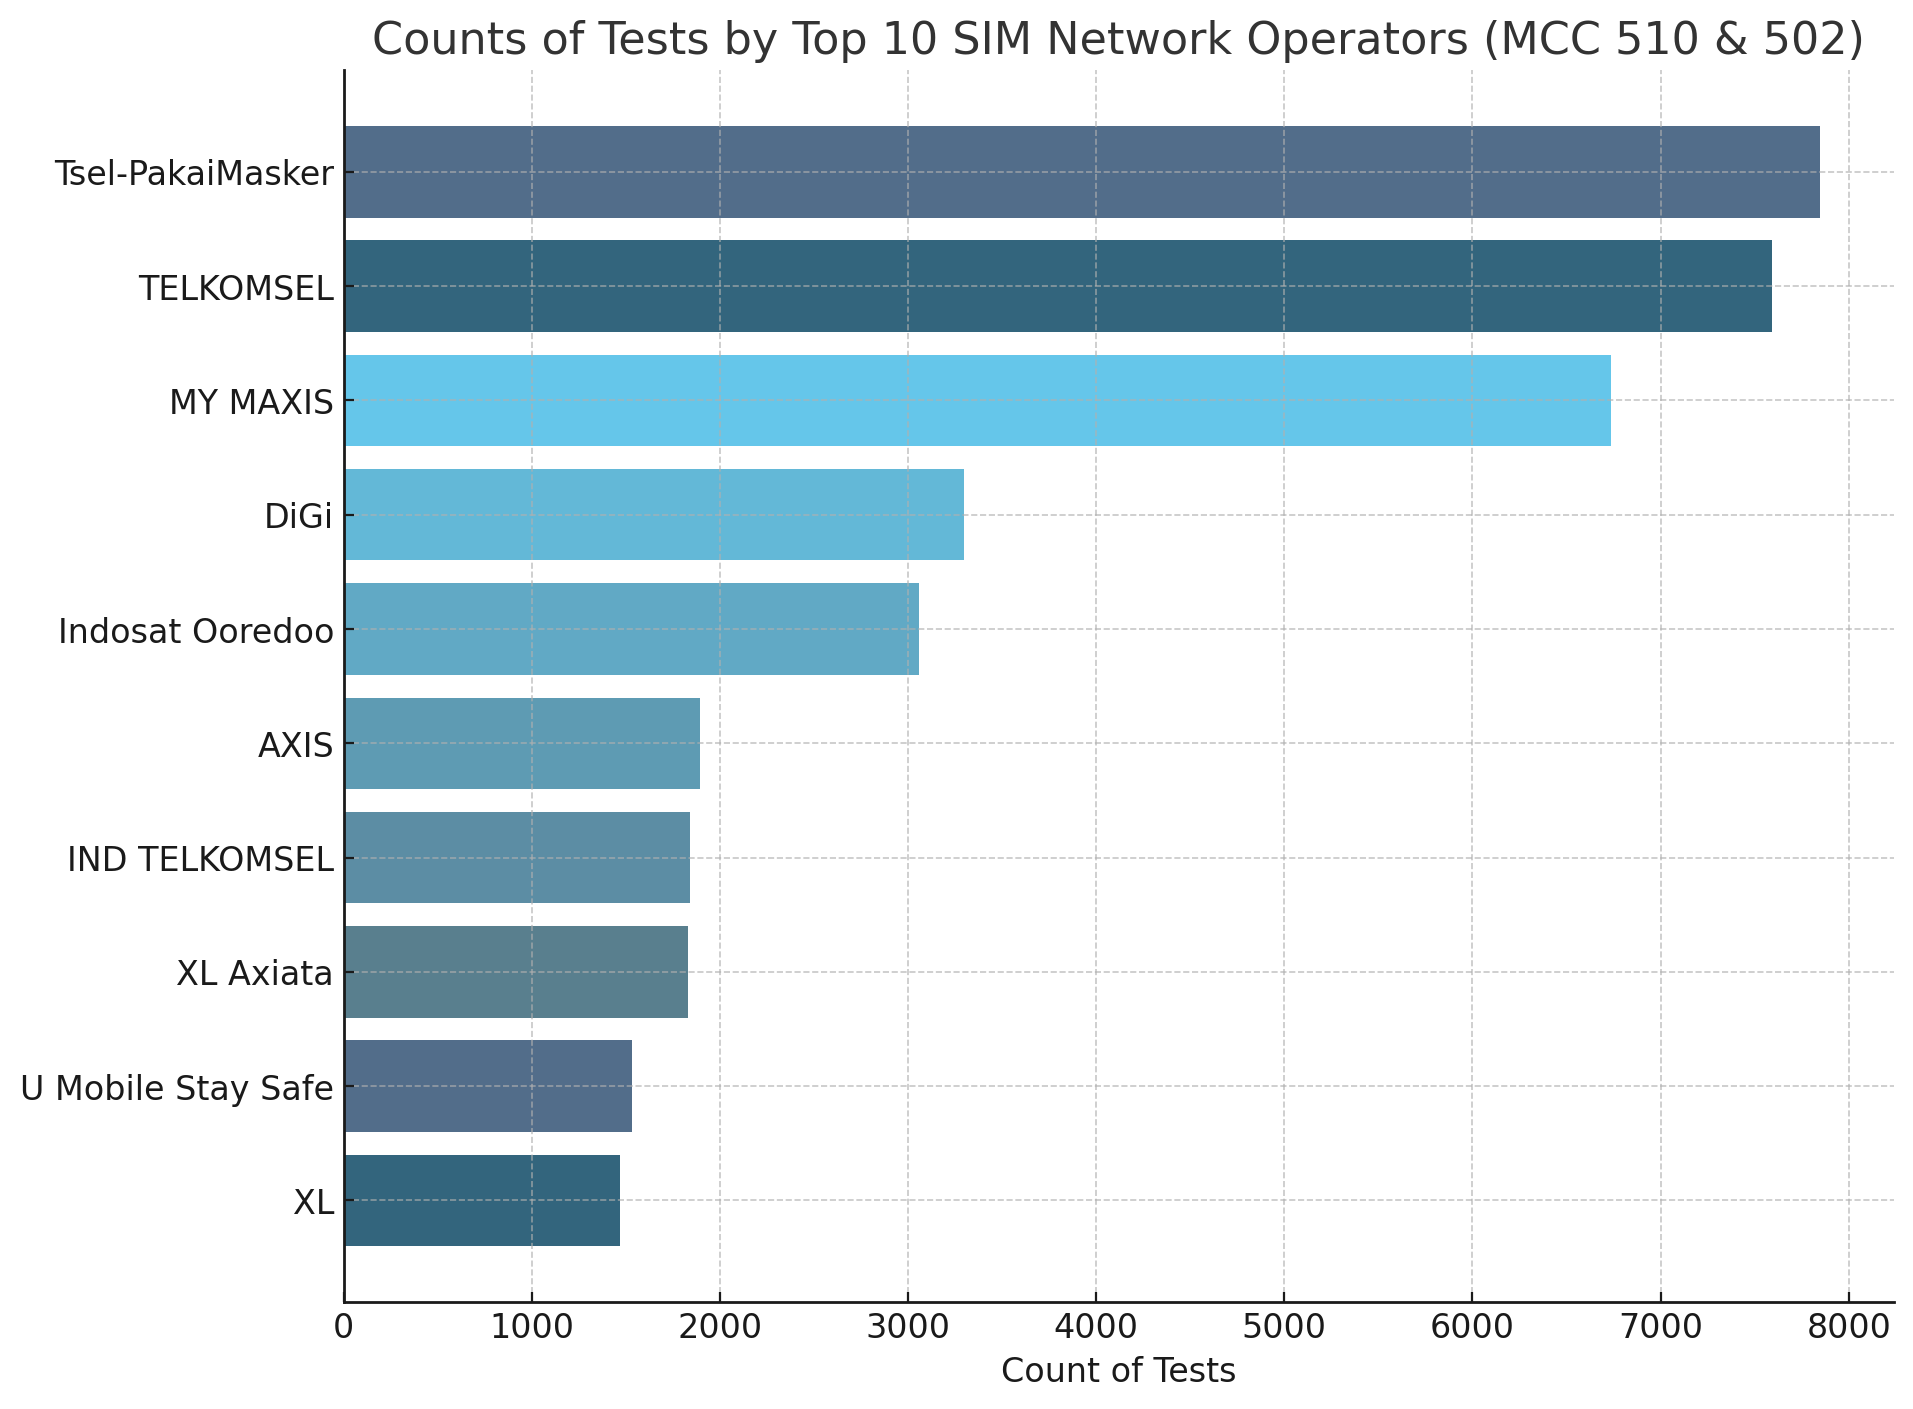 Counts of Tests by Top 10 SIM Network Operators (MCC 510 & 502)
Tsel-PakaiMasker
TELKOMSEL
MY MAXIS
DiGi
Indosat Ooredoo
AXIS
IND TELKOMSEL
XL Axiata
U Mobile Stay Safe
XL
0 1000 2000 3000 4000 5000 6000 7000 8000
Count of Tests